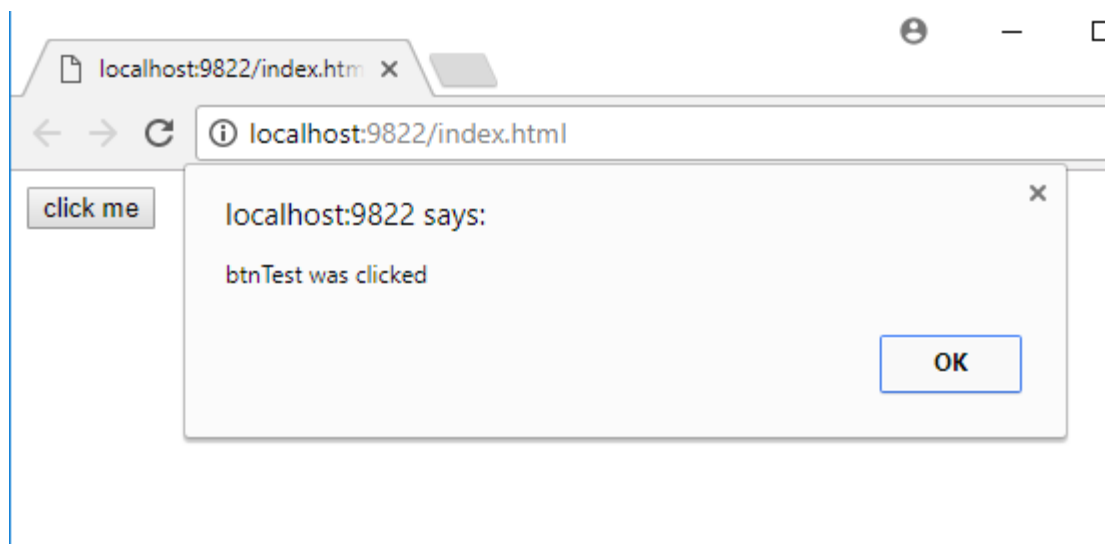 localhost:9822/index.htm
localhost:9822/index.html
click me
localhost:9822 says:
btnTest was clicked
OK